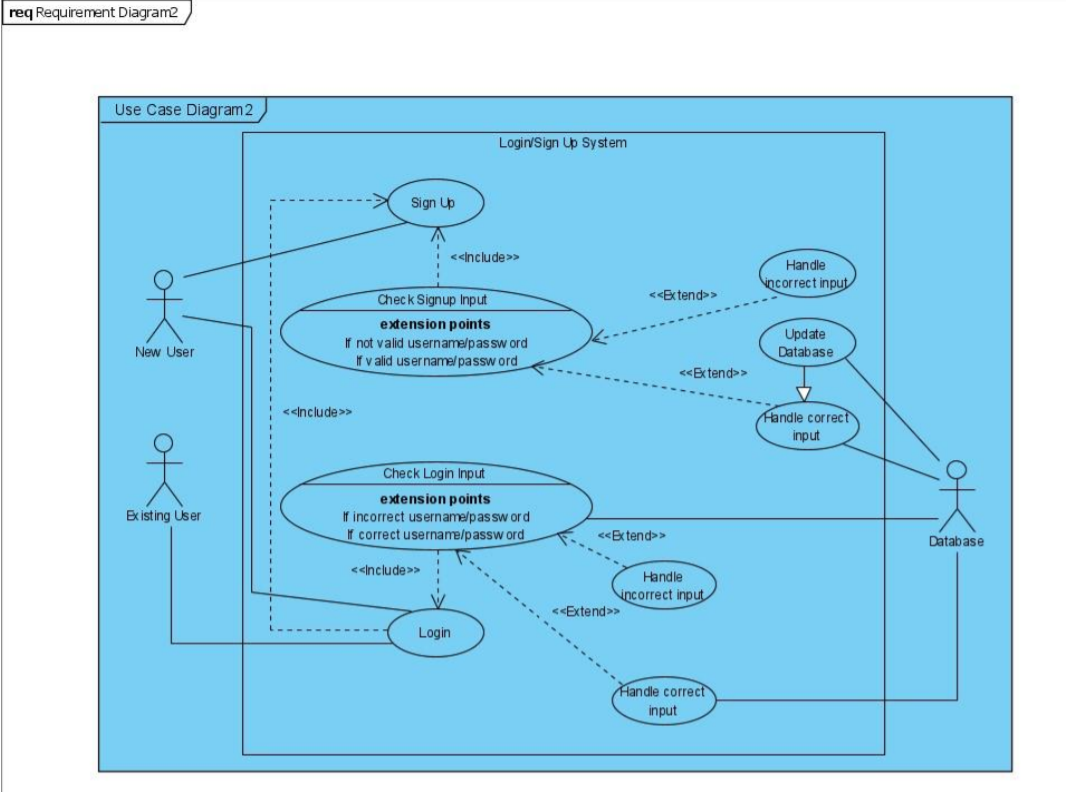 req Requirement Diagram2
Use Case Diagram2
Login/Sign Up System
Sign Up
<<Include>>
Handle
incorrect input
<<Extend>>
Check Signup Input
extension points
If not valid username/password
If valid username/password
Update
Database
<<Extend>>
New User
<<Include>>
Handle correct
input
Check Login Input
extension points
If incorrect username/password
If correct username/password
Existing User
<<Extend>>
Database
<<Include>>
Handle
incorrect input
<<Extend>>
Login
Handle correct
input